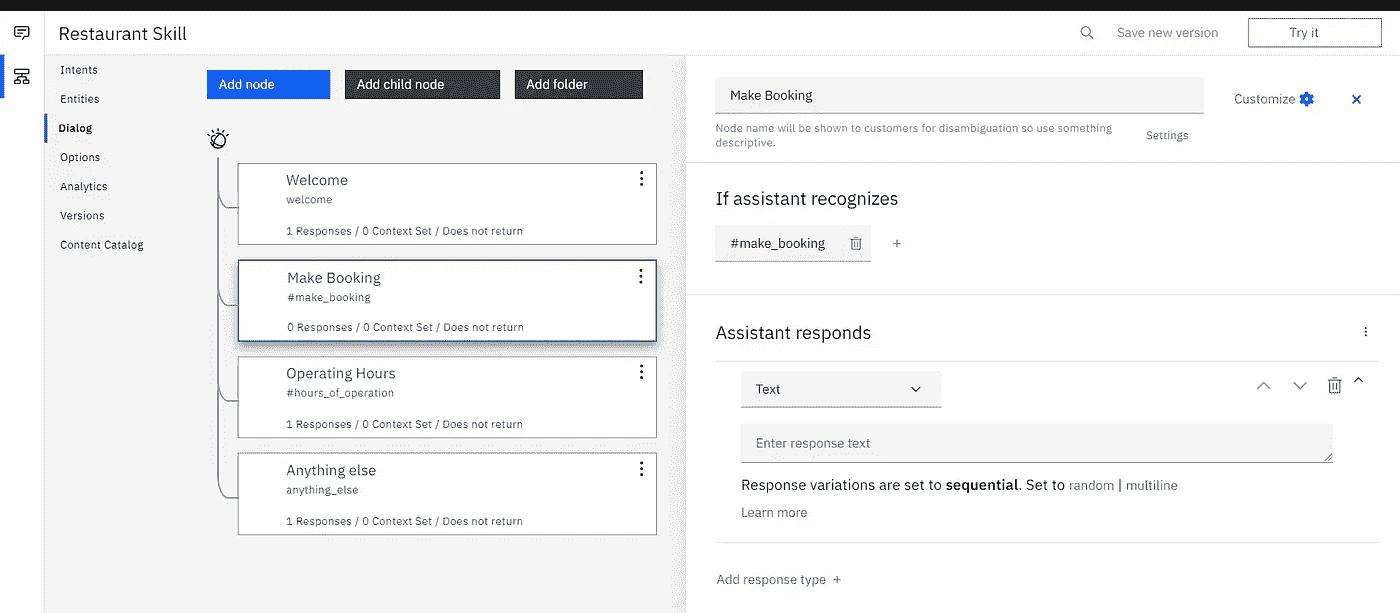 Restaurant Skill
Save new version
Try it
Intents
Entities
Dialog
Options
Analytics
Versions
Content Catalog
Add node
Add child node
Add folder
Welcome
welcome
1 Responses / 0 Context Set / Does not return
Make Booking
#make_booking
0 Responses / 0 Context Set / Does not return
Operating Hours
#hours_of_operation
1 Responses / 0 Context Set / Does not return
Anything else
anything_else
1 Responses / 0 Context Set / Does not return
Make Booking
Customize
Node name will be shown to customers for disambiguation so use something
descriptive.
Settings
If assistant recognizes
#make_booking
Assistant responds
Text
Enter response text
Response variations are set to sequential. Set to random | multiline
Learn more
Add response type +